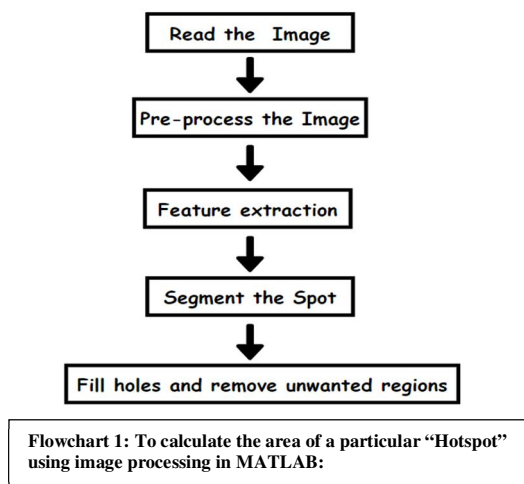 Read the Image
Pre-process the Image
Feature extraction
Segment the Spot
Fill holes and remove unwanted regions
Flowchart 1: To calculate the area of a particular “Hotspot”
using image processing in MATLAB: